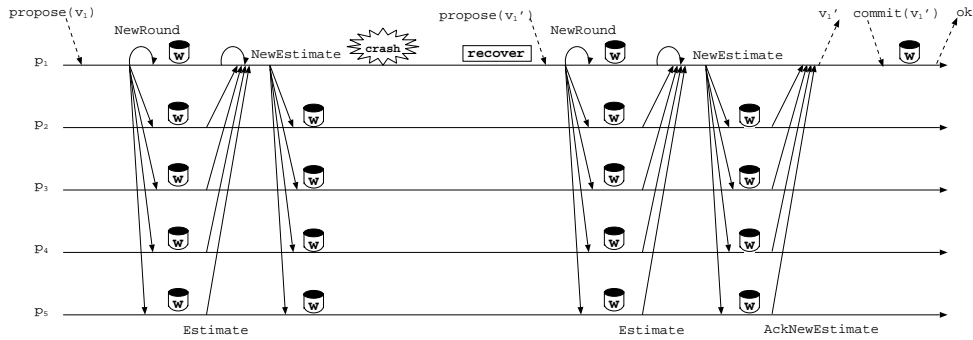 propose(v₁) propose(v₁') v₁' commit(v₁') ok
NewRound NewRound
W NewEstimate crash recover W NewEstimate W
p₁
W W W W
p₂
W W W W
p₃
W W W W
p₄
W W W W
p₅
Estimate Estimate AckNewEstimate